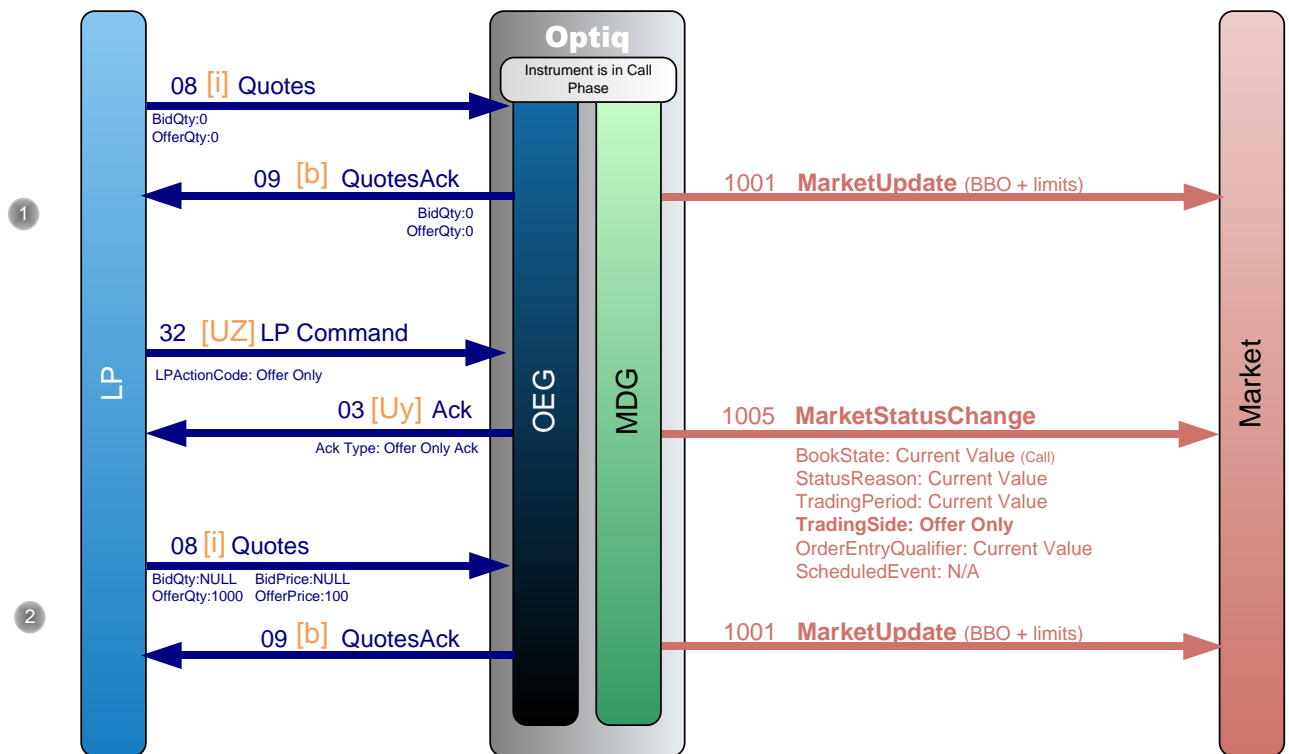 Optiq
Instrument is in Call
Phase
08 [i] Quotes
BidQty:0
OfferQty:0
09 [b] QuotesAck
BidQty:0
OfferQty:0
1001 MarketUpdate (BBO + limits)
1
32 [UZ] LP Command
LPActionCode: Offer Only
LP
OEG
MDG
Market
03 [Uy] Ack
Ack Type: Offer Only Ack
1005 MarketStatusChange
BookState: Current Value (Call)
StatusReason: Current Value
TradingPeriod: Current Value
TradingSide: Offer Only
OrderEntryQualifier: Current Value
ScheduledEvent: N/A
08 [i] Quotes
BidQty:NULL BidPrice:NULL
OfferQty:1000 OfferPrice:100
2
09 [b] QuotesAck
1001 MarketUpdate (BBO + limits)